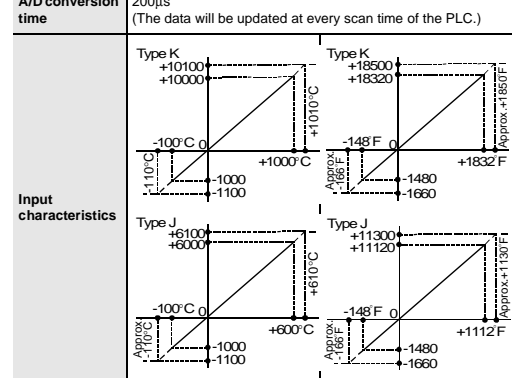 A/D conversion time
200μs
(The data will be updated at every scan time of the PLC.)
Input characteristics
Type K
+10100
+10000
-100°C
0
+1000°C
+1010°C
-110°C
-1000
-1100
Type K
+18500
+18320
-148°F
0
+1832°F
Approx.+1850°F
Approx. -166°F
-1480
-1660
Type J
+6100
+6000
-100°C
0
+600°C
+610°C
Approx. -110°C
-1000
-1100
Type J
+11300
+11120
-148°F
0
+1112°F
Approx.+1130°F
Approx. -166°F
-1480
-1660